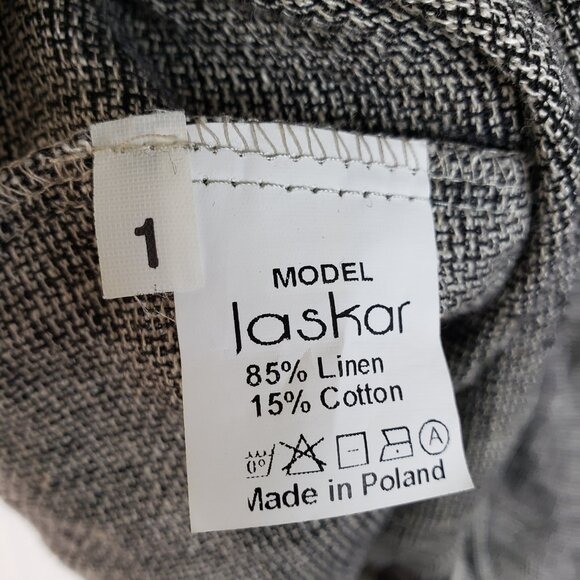 1
MODEL
laskar
85% Linen
15% Cotton
A
Made in Poland